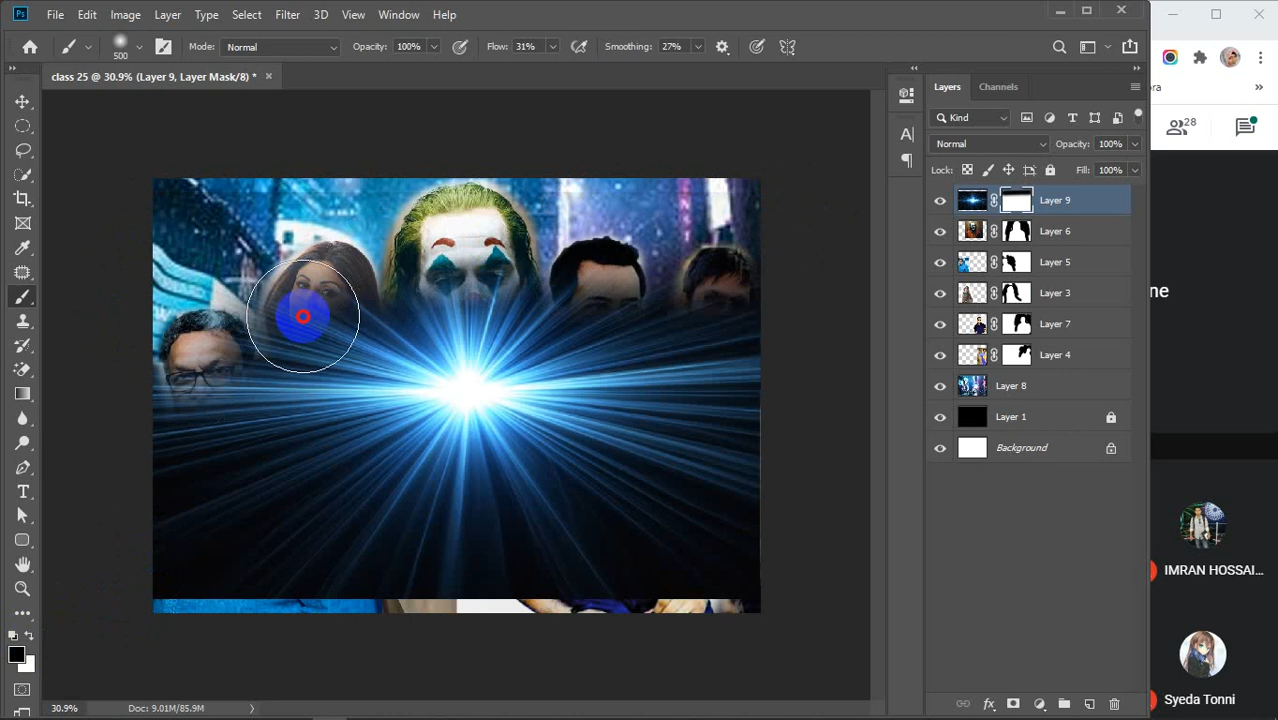 Ps File Edit Image Layer Type Select Filter 3D View Window Help
500 Mode: Normal Opacity: 100% Flow: 31% Smoothing: 27%
class 25 @ 30.9% (Layer 9, Layer Mask/8) * ×
Layers Channels
Kind
Normal Opacity: 100%
Lock: Fill: 100%
Layer 9
Layer 6
Layer 5
Layer 3
Layer 7
Layer 4
Layer 8
Layer 1
Background
30.9% Doc: 9.01M/85.9M
ora
28
ne
IMRAN HOSSAI...
Syeda Tonni